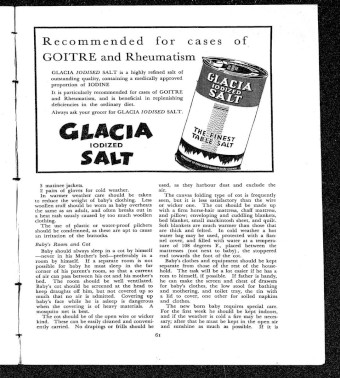 Recommended for cases of
GOITRE and Rheumatism
GLACIA IODISED SALT is a highly refined salt of
outstanding quality, containing a medically approved
proportion of IODINE
It is particularly recommended for cases of GOITRE
and Rheumatism, and is beneficial in replenishing
deficiencies in the ordinary diet.
Always ask your grocer for GLACIA IODISED SALT.
GLACIA
IODIZED
SALT
GLACIA
IODIZED
SALT
THE FINEST
TABLE SALT
3 matinee jackets.
2 pairs of gloves for cold weather.
In warmer weather care should be taken
to reduce the weight of baby's clothing. Less
woollen stuff should be worn as baby overheats
the same as an adult, and often breaks out in
a heat rash usually caused by too much woollen
clothing.
The use of plastic or water-proof pilchers
should be condemned, as these are apt to cause
an irritation of the buttocks.
Baby's Room and Cot
Baby should always sleep in a cot by himself
—never in his Mother's bed—preferably in a
room by himself. If a separate room is not
possible for baby he must sleep in a screened
corner of his parent's room, so that a current
of air can pass between his cot and his mother's
bed. The room should be well ventilated.
Baby's cot should be screened at the head to
keep draughts off him, but not covered up so
much that no air is admitted. Covering up
baby's face while he is asleep is dangerous
when the covering is of heavy materials. A
mosquito net is best.
The cot should be of the open wire or wicker
kind. These can be easily cleaned and conveni-
ently carried. No drapings or frills should be
used, as they harbour dust and exclude the
air.
The canvas folding type of cot is frequently
seen, but it is less satisfactory than the wire
or wicker one. The cot should be made up
with a firm horse-hair mattress, chaff mattress,
and pillow; enveloping and cuddling blankets,
bed blanket, small mackintosh sheet, and quilt.
Soft blankets are much warmer than those that
are thick and felted. In cold weather a hot
water bag may be used, protected with a flan-
nel cover, and filled with water at a tempera-
ture of 108 degrees F., placed between the
mattresses (not next to baby), the stoppered
end towards the foot of the cot.
Baby's clothes and equipments should be kept
separate from those of the rest of the house-
hold. The task will be a lot easier if he has a
room to himself, if possible. If father is handy,
he can make the screen and chest of drawers
for baby's clothes, the low stool for bathing
and mothering, and toilet tray, the tin with
a lid to cover, one other for soiled napkins
and clothes.
The new born baby requires special care.
For the first week he should be kept indoors,
and if the weather is cold a fire may be neces-
sary; after that he must be kept in the open air
and sunshine as much as possible. If it is
61